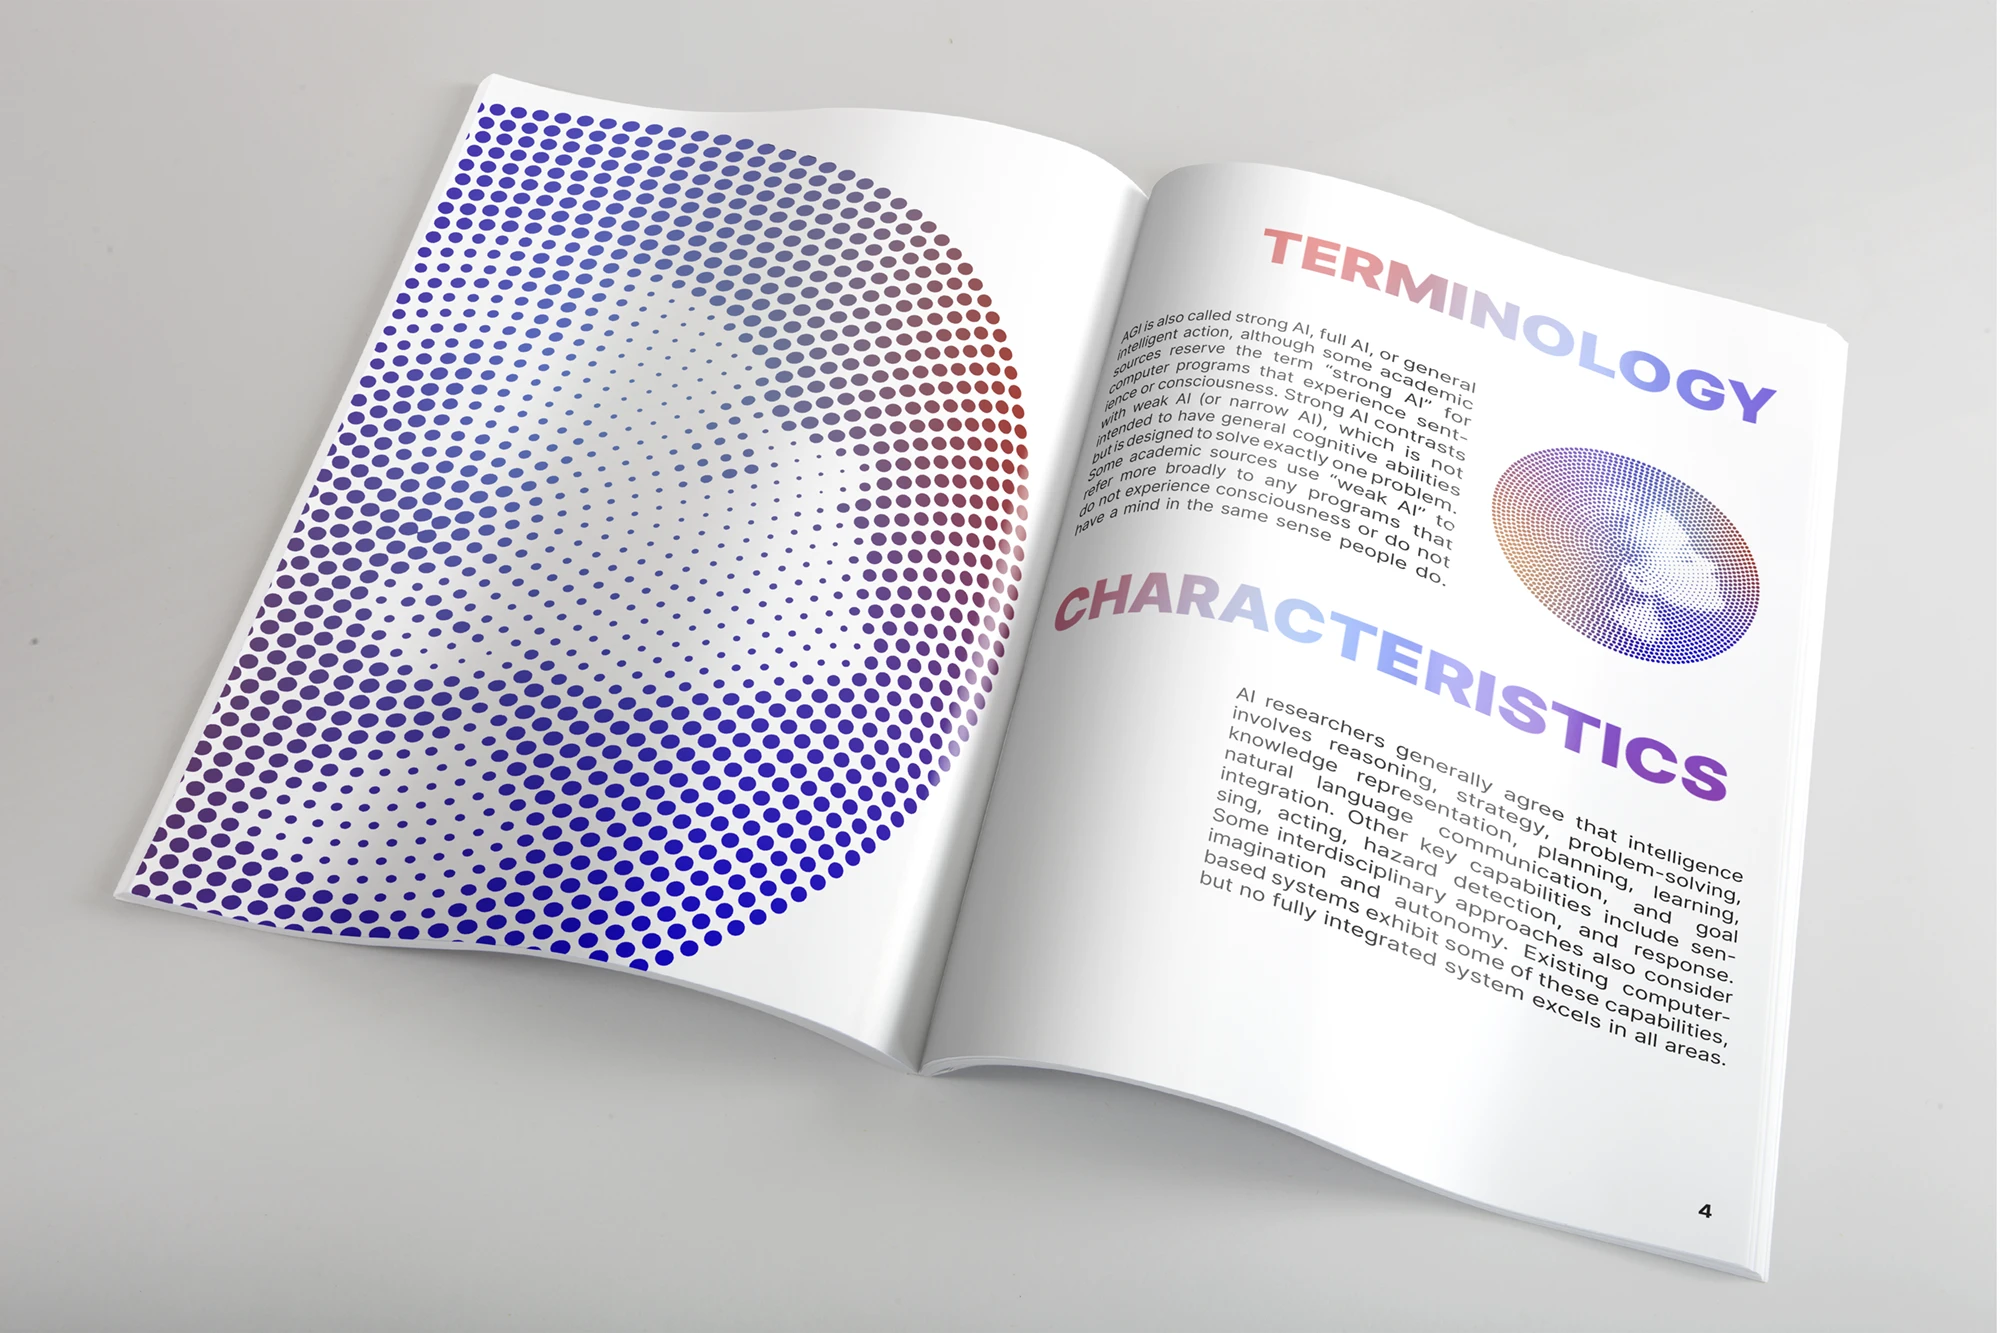 TERMINOLOGY
AGI is also called strong AI, full AI, or general
intelligent action, although some academic
sources reserve the term “strong AI” for
computer programs that experience sent-
ience or consciousness. Strong AI contrasts
with weak AI (or narrow AI), which is not
intended to have general cognitive abilities
but is designed to solve exactly one problem.
Some academic sources use “weak AI” to
refer more broadly to any programs that
do not experience consciousness or do not
have a mind in the same sense people do.
CHARACTERISTICS
AI researchers generally agree that intelligence
involves reasoning, strategy, problem-solving,
knowledge representation, planning, learning,
natural language communication, and goal
integration. Other key capabilities include sen-
sing, acting, hazard detection, and response.
Some interdisciplinary approaches also consider
imagination and autonomy. Existing computer-
based systems exhibit some of these capabilities,
but no fully integrated system excels in all areas.
4